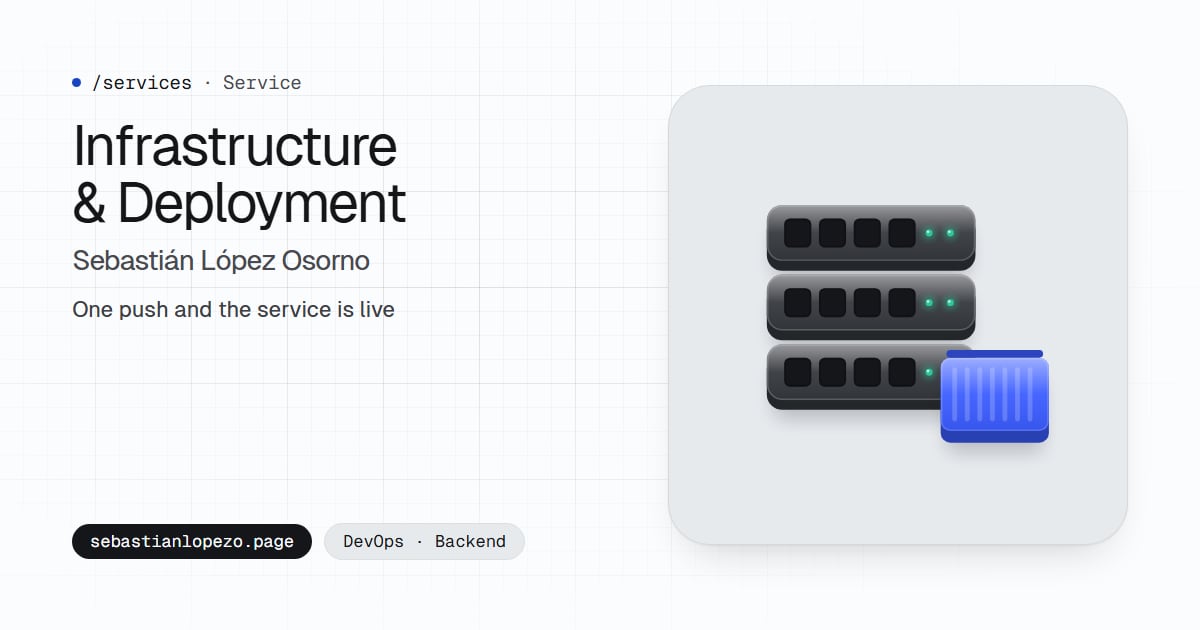 /services · Service
Infrastructure
& Deployment
Sebastián López Osorno
One push and the service is live
sebastianlopezo.page
DevOps · Backend